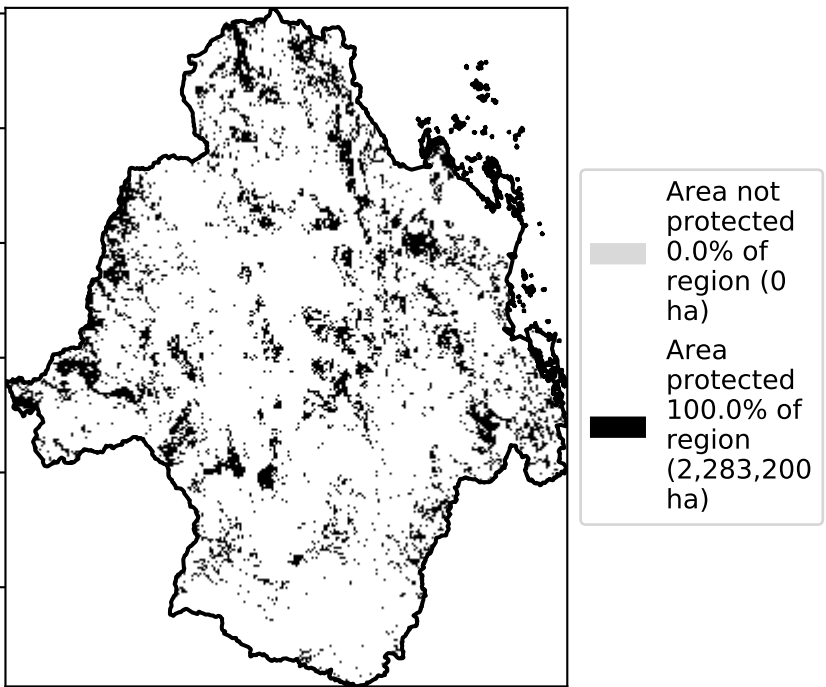 Area not
protected
0.0% of
region (0
ha)
Area
protected
100.0% of
region
(2,283,200
ha)